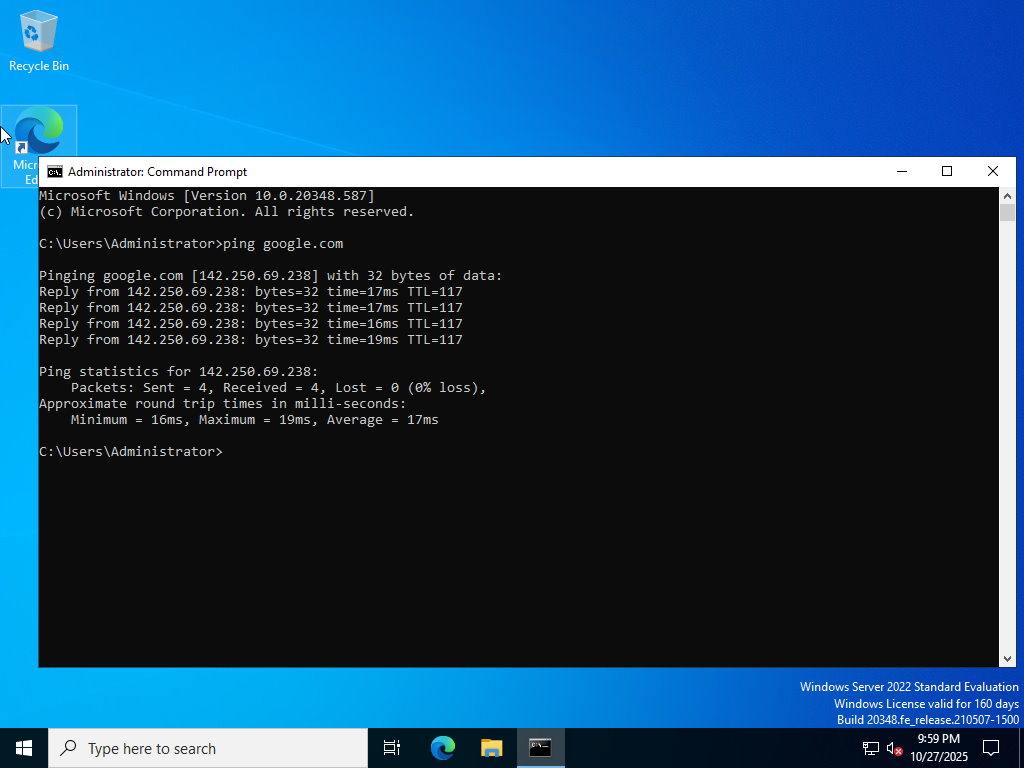 Recycle Bin
Micr
Ed
Administrator: Command Prompt
Microsoft Windows [Version 10.0.20348.587]
(c) Microsoft Corporation. All rights reserved.
C:\Users\Administrator>ping google.com
Pinging google.com [142.250.69.238] with 32 bytes of data:
Reply from 142.250.69.238: bytes=32 time=17ms TTL=117
Reply from 142.250.69.238: bytes=32 time=17ms TTL=117
Reply from 142.250.69.238: bytes=32 time=16ms TTL=117
Reply from 142.250.69.238: bytes=32 time=19ms TTL=117
Ping statistics for 142.250.69.238:
Packets: Sent = 4, Received = 4, Lost = 0 (0% loss),
Approximate round trip times in milli-seconds:
Minimum = 16ms, Maximum = 19ms, Average = 17ms
C:\Users\Administrator>
Windows Server 2022 Standard Evaluation
Windows License valid for 160 days
Build 20348.fe_release.210507-1500
Type here to search
9:59 PM
10/27/2025